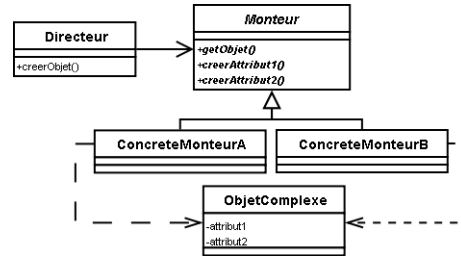 Directeur
+creerObjet()
Monteur
+getObjet()
+creerAttribut1()
+creerAttribut2()
ConcreteMonteurA
ConcreteMonteurB
ObjetComplexe
-attribut1
-attribut2